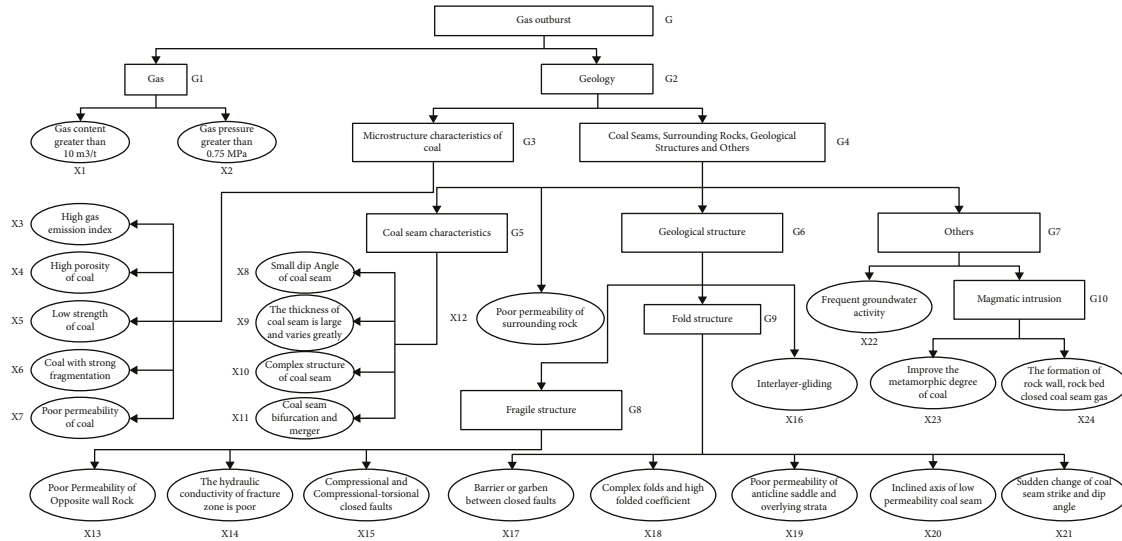 Gas outburst
G
Gas
G1
Geology
G2
Gas content
greater than
10 m3/t
X1
Gas pressure
greater than
0.75 MPa
X2
Microstructure characteristics of
coal
G3
Coal Seams, Surrounding Rocks, Geological
Structures and Others
G4
X3
High gas
emission index
X4
High porosity
of coal
X5
Low strength
of coal
X6
Coal with strong
fragmentation
X7
Poor permeability
of coal
Coal seam characteristics
G5
X8
Small dip Angle
of coal seam
X9
The thickness of
coal seam is large
and varies greatly
X10
Complex structure
of coal seam
X11
Coal seam
bifurcation and
merger
X12
Poor permeability of
surrounding rock
Geological structure
G6
Others
G7
Fold structure
G9
Fragile structure
G8
Interlayer-gliding
X16
Frequent groundwater
activity
X22
Magmatic intrusion
G10
Improve the
metamorphic degree
of coal
X23
The formation of
rock wall, rock bed
closed coal seam gas
X24
Poor Permeability of
Opposite wall Rock
X13
The hydraulic
conductivity of fracture
zone is poor
X14
Compressional and
Compressional-torsional
closed faults
X15
Barrier or garben
between closed faults
X17
Complex folds and high
folded coefficient
X18
Poor permeability of
anticline saddle and
overlying strata
X19
Inclined axis of low
permeability coal seam
X20
Sudden change of coal
seam strike and dip
angle
X21